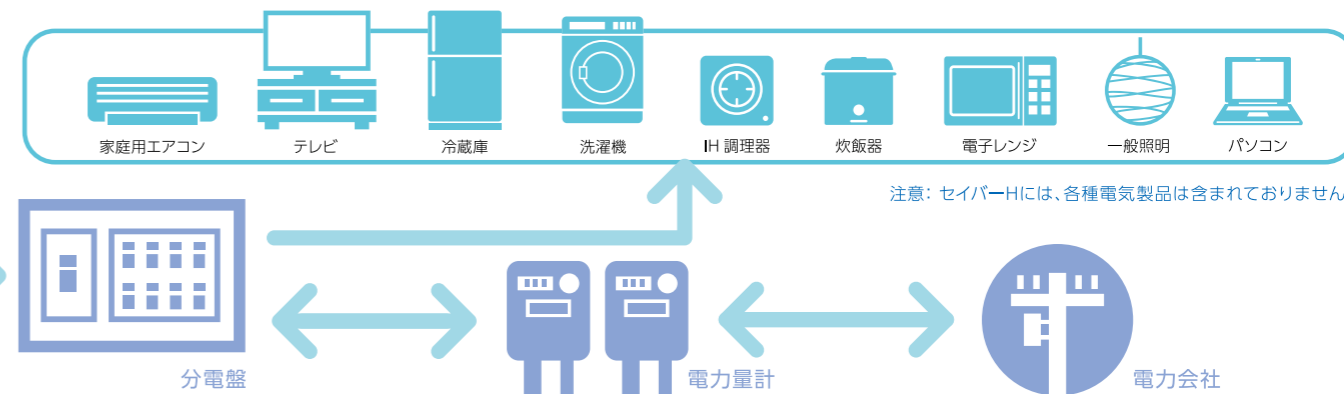 家庭用エアコン
テレビ
冷蔵庫
洗濯機
IH 調理器
炊飯器
電子レンジ
一般照明
パソコン
注意： セイバーHには、各種電気製品は含まれておりません
分電盤
電力量計
電力会社